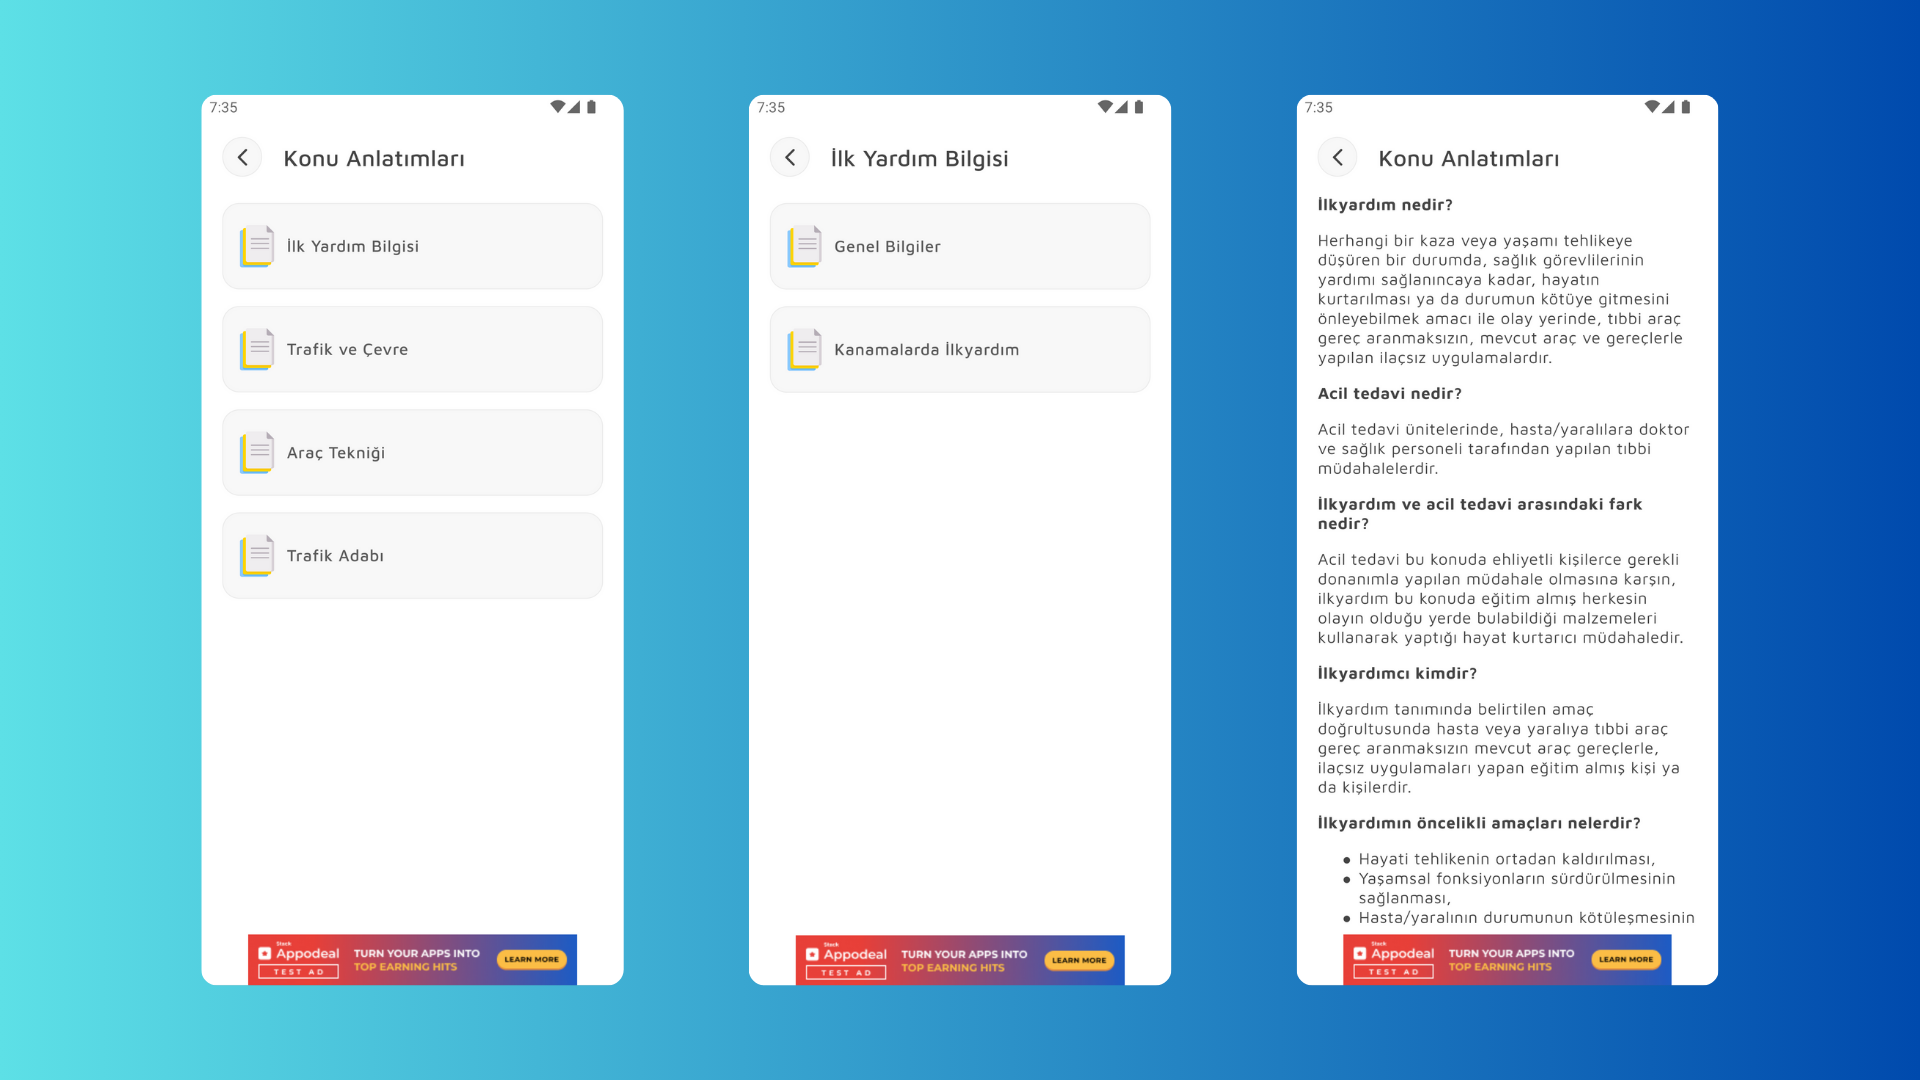 7:35
Konu Anlatımları
İlk Yardım Bilgisi
Trafik ve Çevre
Araç Tekniği
Trafik Adabı
Stack
Appodeal
TEST AD
TURN YOUR APPS INTO
TOP EARNING HITS
LEARN MORE
7:35
İlk Yardım Bilgisi
Genel Bilgiler
Kanamalarda İlkyardım
Stack
Appodeal
TEST AD
TURN YOUR APPS INTO
TOP EARNING HITS
LEARN MORE
7:35
Konu Anlatımları
İlkyardım nedir?
Herhangi bir kaza veya yaşamı tehlikeye
düşüren bir durumda, sağlık görevlilerinin
yardımı sağlanıncaya kadar, hayatın
kurtarılması ya da durumun kötüye gitmesini
önleyebilmek amacı ile olay yerinde, tıbbi araç
gereç aranmaksızın, mevcut araç ve gereçlerle
yapılan ilaçsız uygulamalardır.
Acil tedavi nedir?
Acil tedavi ünitelerinde, hasta/yaralılara doktor
ve sağlık personeli tarafından yapılan tıbbi
müdahalelerdir.
İlkyardım ve acil tedavi arasındaki fark
nedir?
Acil tedavi bu konuda ehliyetli kişilerce gerekli
donanımla yapılan müdahale olmasına karşın,
ilkyardım bu konuda eğitim almış herkesin
olayın olduğu yerde bulabildiği malzemeleri
kullanarak yaptığı hayat kurtarıcı müdahaledir.
İlkyardımcı kimdir?
İlkyardım tanımında belirtilen amaç
doğrultusunda hasta veya yaralıya tıbbi araç
gereç aranmaksızın mevcut araç gereçlerle,
ilaçsız uygulamaları yapan eğitim almış kişi ya
da kişilerdir.
İlkyardımın öncelikli amaçları nelerdir?
● Hayati tehlikenin ortadan kaldırılması,
● Yaşamsal fonksiyonların sürdürülmesinin
sağlanması,
● Hasta/yaralının durumunun kötüleşmesinin
Stack
Appodeal
TEST AD
TURN YOUR APPS INTO
TOP EARNING HITS
LEARN MORE